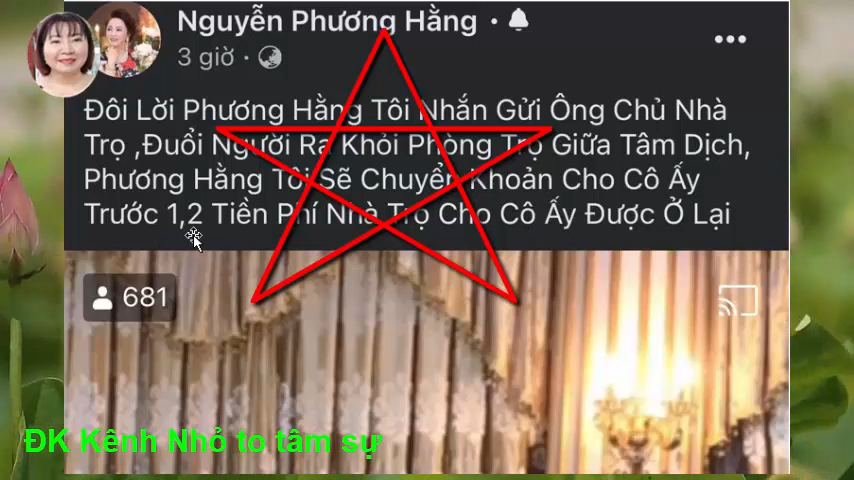 Nguyễn Phương Hằng
3 giờ
Đôi Lời Phương Hằng Tôi Nhắn Gửi Ông Chủ Nhà
Trọ ,Đuổi Người Ra Khỏi Phòng Trọ Giữa Tâm Dịch,
Phương Hằng Tôi Sẽ Chuyển Khoản Cho Cô Ấy
Trước 1,2 Tiền Phí Nhà Trọ Cho Cô Ấy Được Ở Lại
681
ĐK Kênh Nhỏ to tâm sự